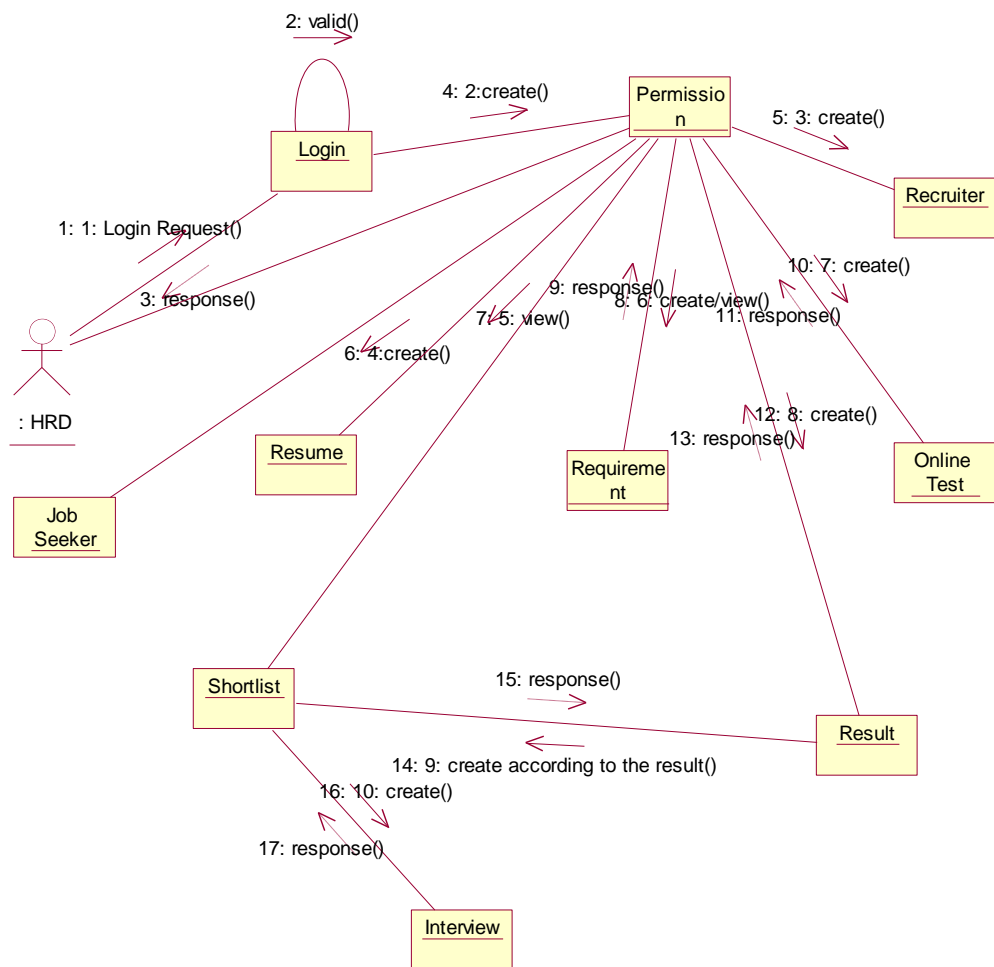 2: valid()
4: 2:create()
Permissio
n
5: 3: create()
Login
Recruiter
1: 1: Login Request()
10: 7: create()
3: response()
9: response()
8: 6: create/view()
11: response()
7: 5: view()
6: 4:create()
: HRD
12: 8: create()
13: response()
Resume
Requireme
nt
Online
Test
Job
Seeker
Shortlist
15: response()
Result
14: 9: create according to the result()
16: 10: create()
17: response()
Interview